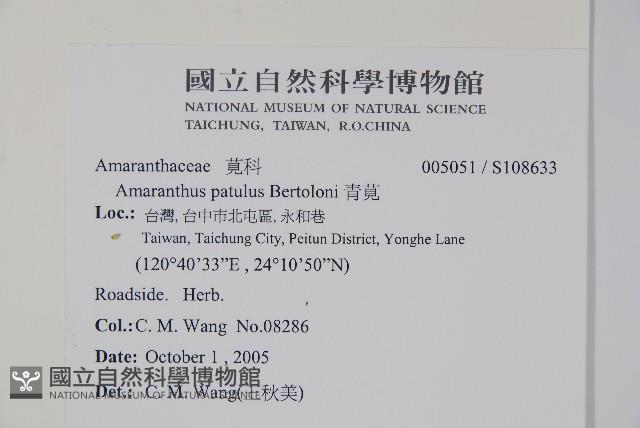 國立自然科學博物館
NATIONAL MUSEUM OF NATURAL SCIENCE
TAICHUNG, TAIWAN, R.O.CHINA
Amaranthaceae 莧科 005051 / S108633
Amaranthus patulus Bertoloni 青莧
Loc.: 台灣, 台中市北屯區, 永和巷
Taiwan, Taichung City, Peitun District, Yonghe Lane
(120°40’33”E , 24°10’50”N)
Roadside. Herb.
Col.: C. M. Wang No.08286
Date: October 1 , 2005
Det.: C. M. Wang(王秋美)
國立自然科學博物館
NATIONAL MUSEUM OF NATURAL SCIENCE